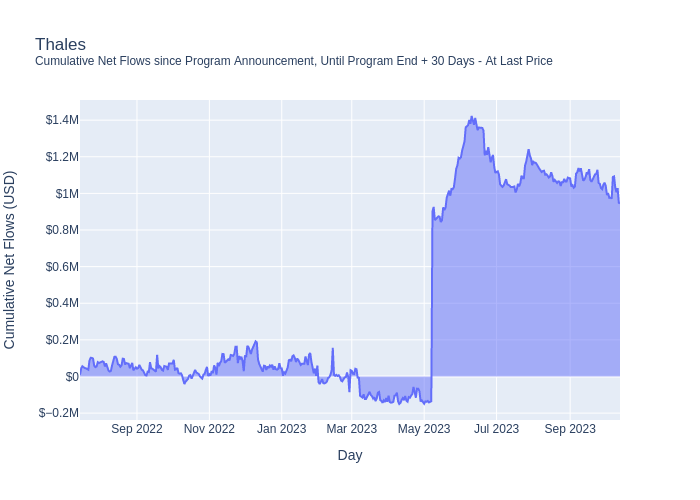 Thales
Cumulative Net Flows since Program Announcement, Until Program End + 30 Days - At Last Price
Cumulative Net Flows (USD)
$1.4M
$1.2M
$1M
$0.8M
$0.6M
$0.4M
$0.2M
$0
$−0.2M
Sep 2022
Nov 2022
Jan 2023
Mar 2023
May 2023
Jul 2023
Sep 2023
Day